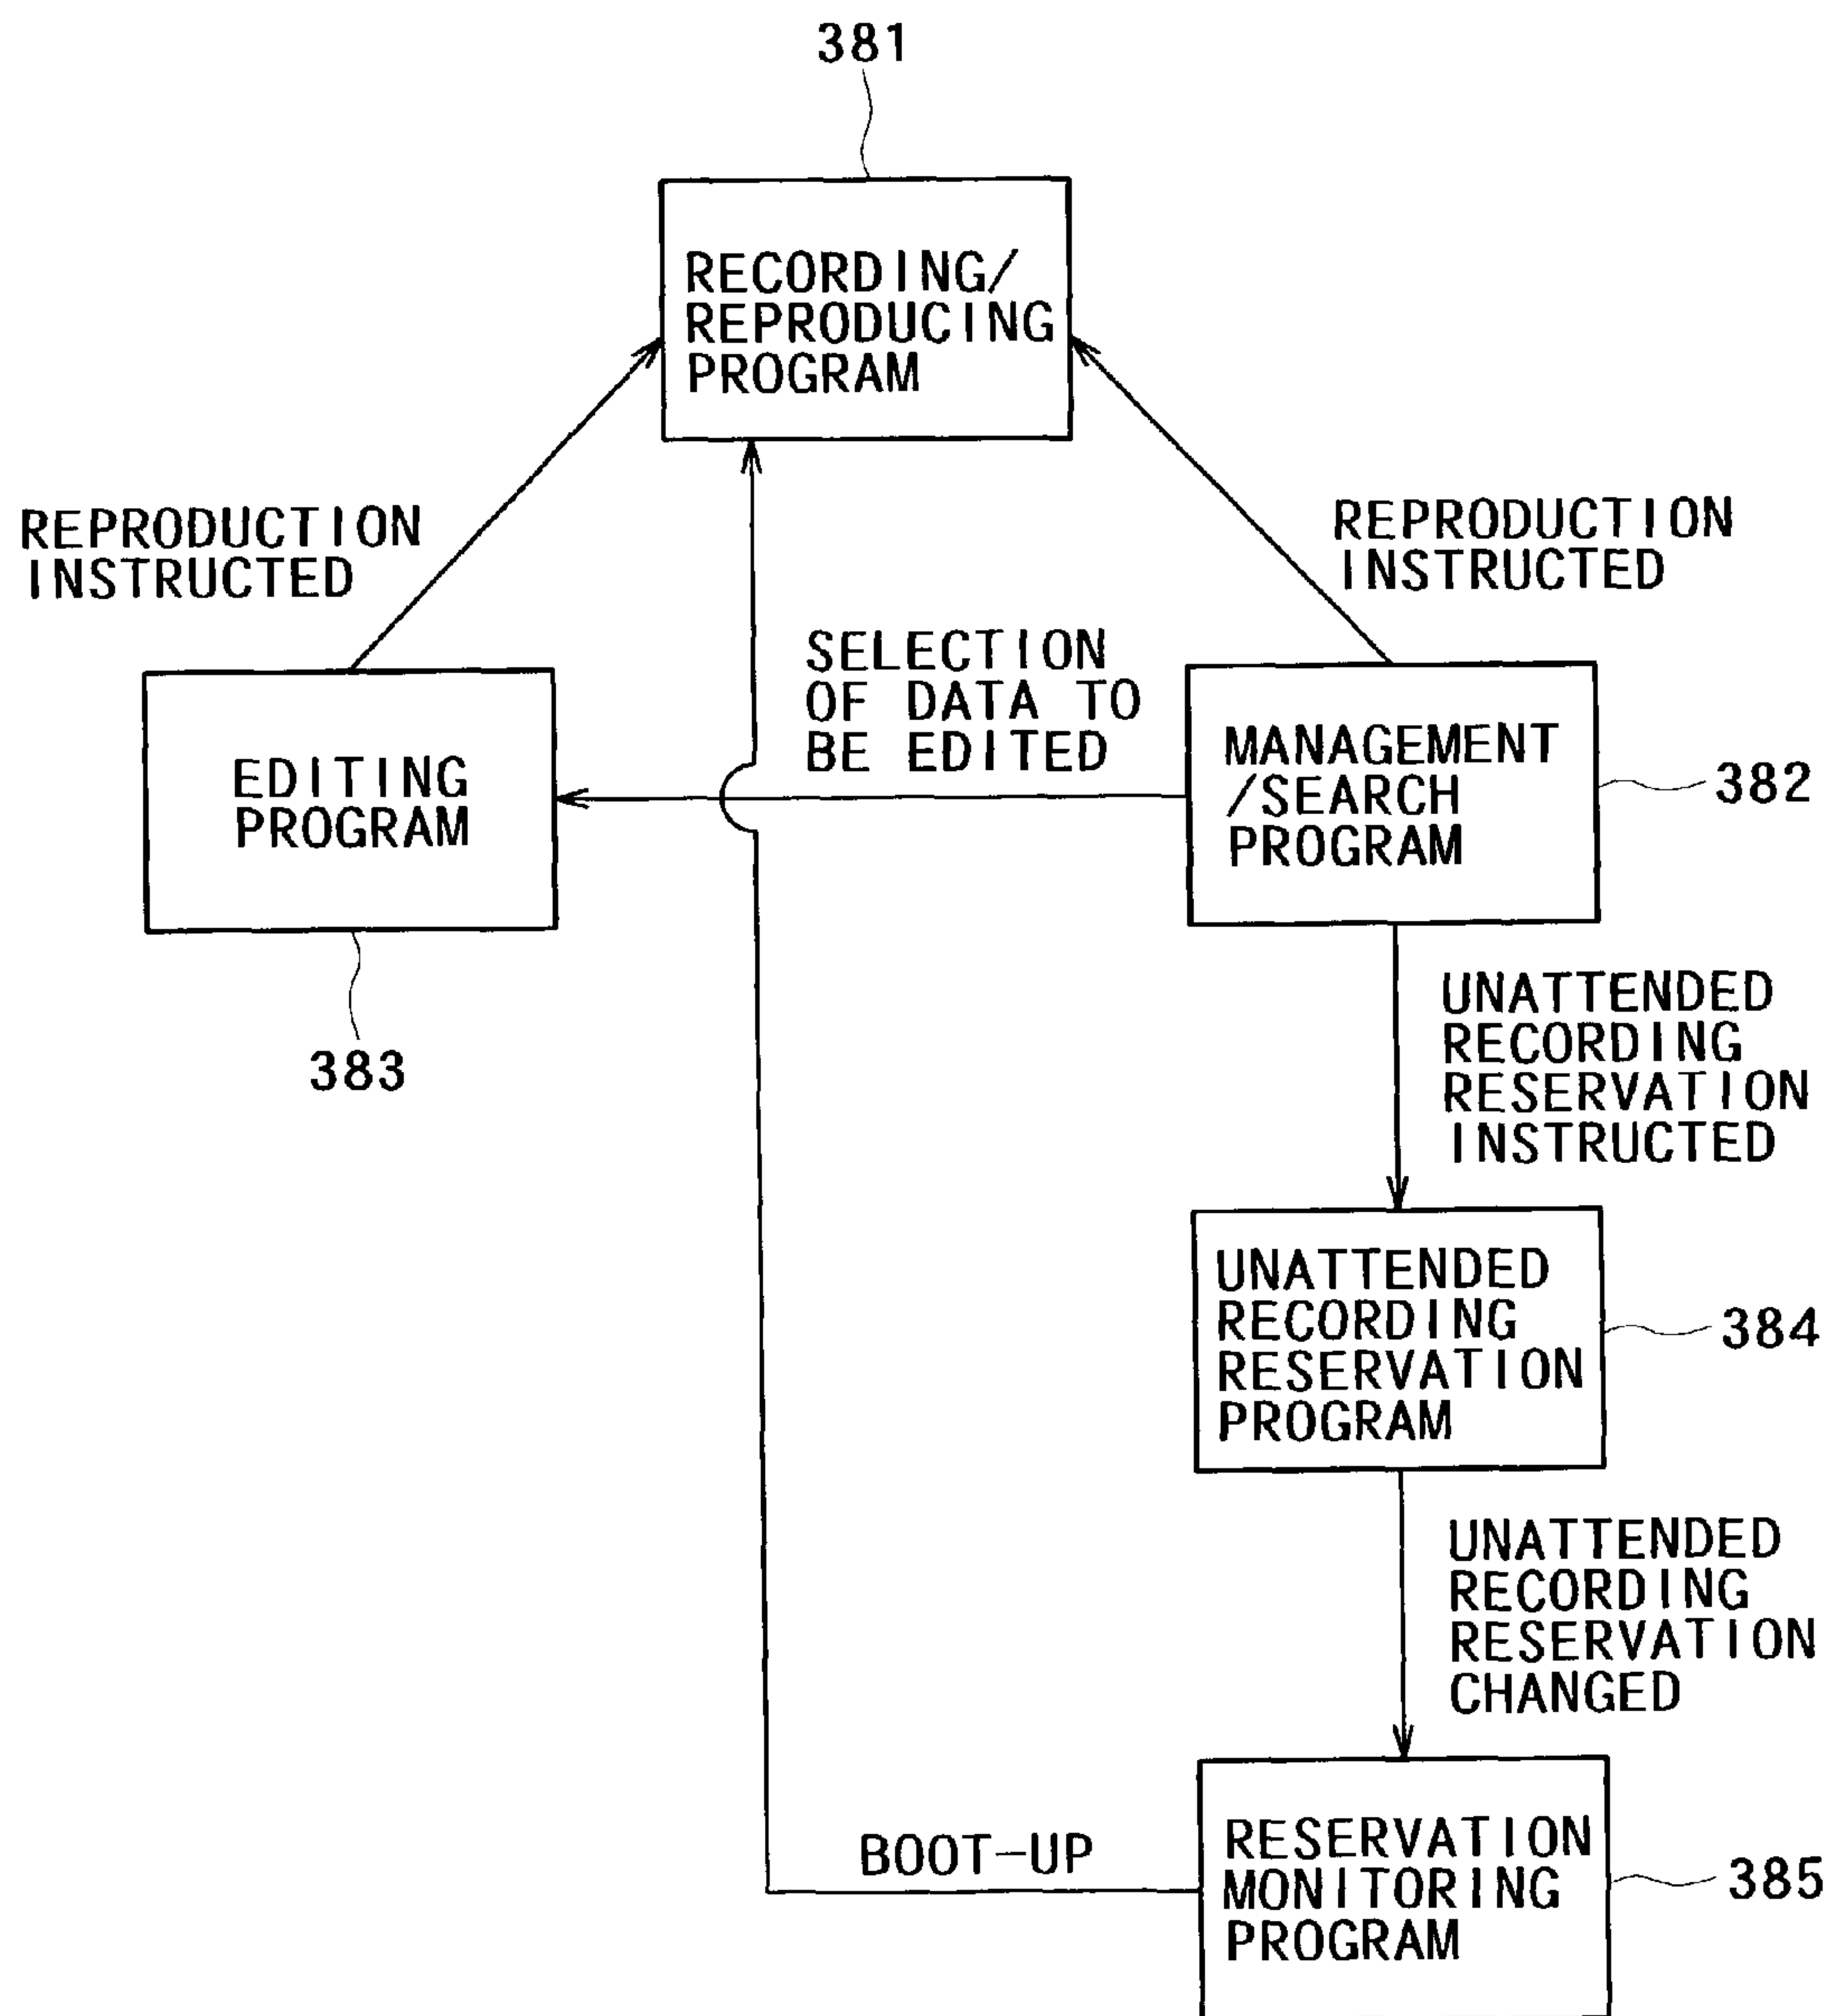 381
RECORDING/
REPRODUCING
PROGRAM
REPRODUCTION
INSTRUCTED
REPRODUCTION
INSTRUCTED
SELECTION
OF DATA TO
BE EDITED
EDITING
PROGRAM
MANAGEMENT
/SEARCH
PROGRAM
382
383
UNATTENDED
RECORDING
RESERVATION
INSTRUCTED
UNATTENDED
RECORDING
RESERVATION
PROGRAM
384
UNATTENDED
RECORDING
RESERVATION
CHANGED
BOOT-UP
RESERVATION
MONITORING
PROGRAM
385